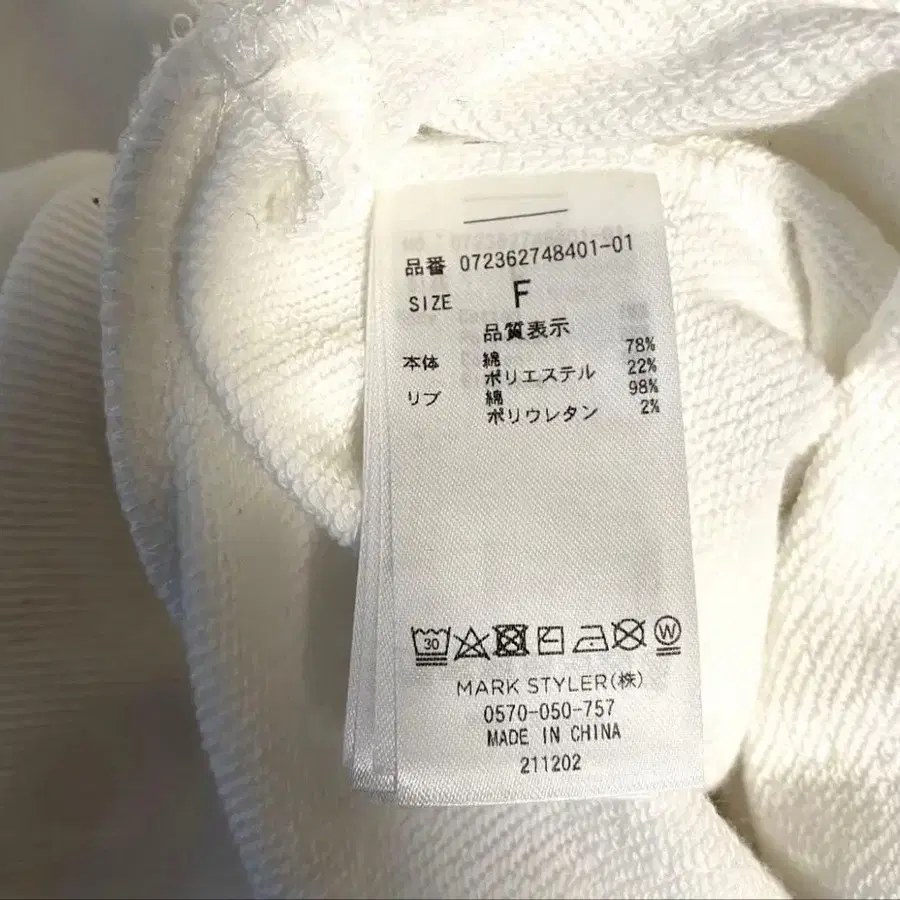 品番 072362748401-01
SIZE F
品質表示
本体 綿 78%
ポリエステル 22%
リブ 綿 98%
ポリウレタン 2%
30 W
MARK STYLER(株)
0570-050-757
MADE IN CHINA
211202